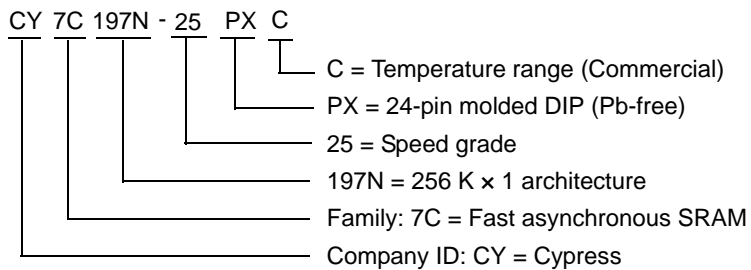 CY 7C 197N - 25 PX C
C = Temperature range (Commercial)
PX = 24-pin molded DIP (Pb-free)
25 = Speed grade
197N = 256 K × 1 architecture
Family: 7C = Fast asynchronous SRAM
Company ID: CY = Cypress